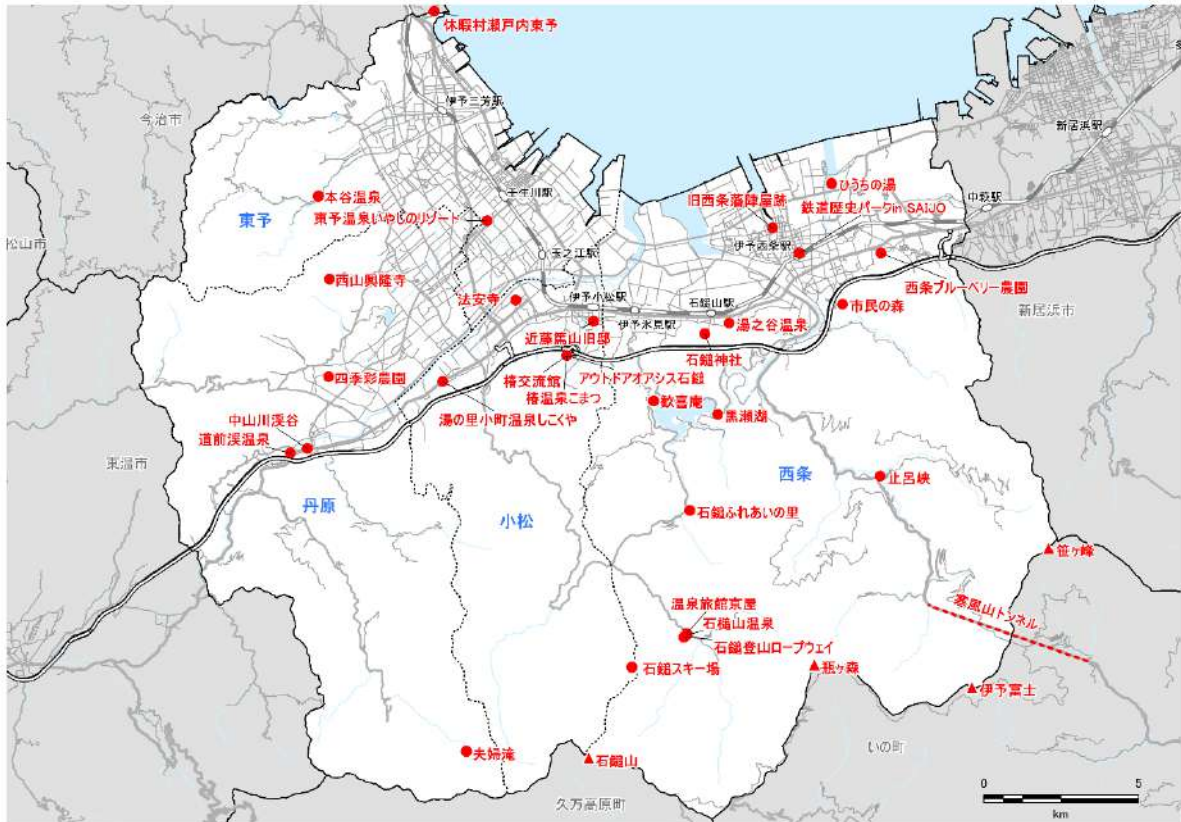 休暇村瀬戸内東予
伊予三芳駅
今治市
新居浜駅
壬生川駅
ひうちの湯
中萩駅
本谷温泉
旧西条藩陣屋跡
鉄道歴史パークin SAIJO
東予
東予温泉いやしのリゾート
松山市
玉之江駅
伊予西条駅
西山興隆寺
西条ブルーベリー農園
法安寺
伊予小松駅
石鎚山駅
市民の森
新居浜市
伊予氷見駅
湯之谷温泉
近藤篤山旧邸
石鎚神社
椿交流館
アウトドアオアシス石鎚
四季彩農園
椿温泉こまつ
歓喜庵
湯の里小町温泉しこくや
黒瀬湖
中山川渓谷
道前渓温泉
東温市
西条
止呂峡
丹原
小松
石鎚ふれあいの里
笹ヶ峰
温泉旅館京屋
寒風山トンネル
石槌山温泉
石鎚登山ロープウェイ
石鎚スキー場
瓶ヶ森
伊予富士
いの町
夫婦滝
石鎚山
久万高原町
0
5
km